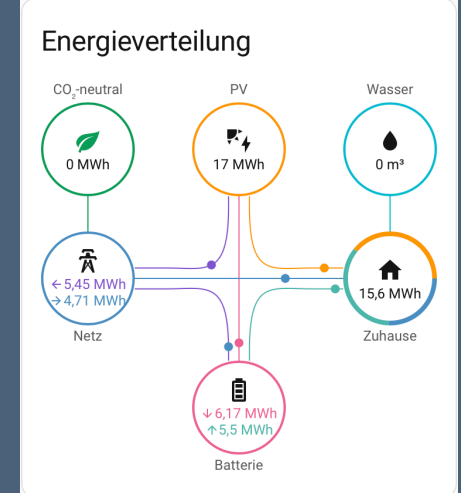 Energieverteilung
CO₂-neutral
PV
Wasser
0 MWh
17 MWh
0 m³
←5,45 MWh
→4,71 MWh
15,6 MWh
Netz
Zuhause
↓6,17 MWh
↑5,5 MWh
Batterie